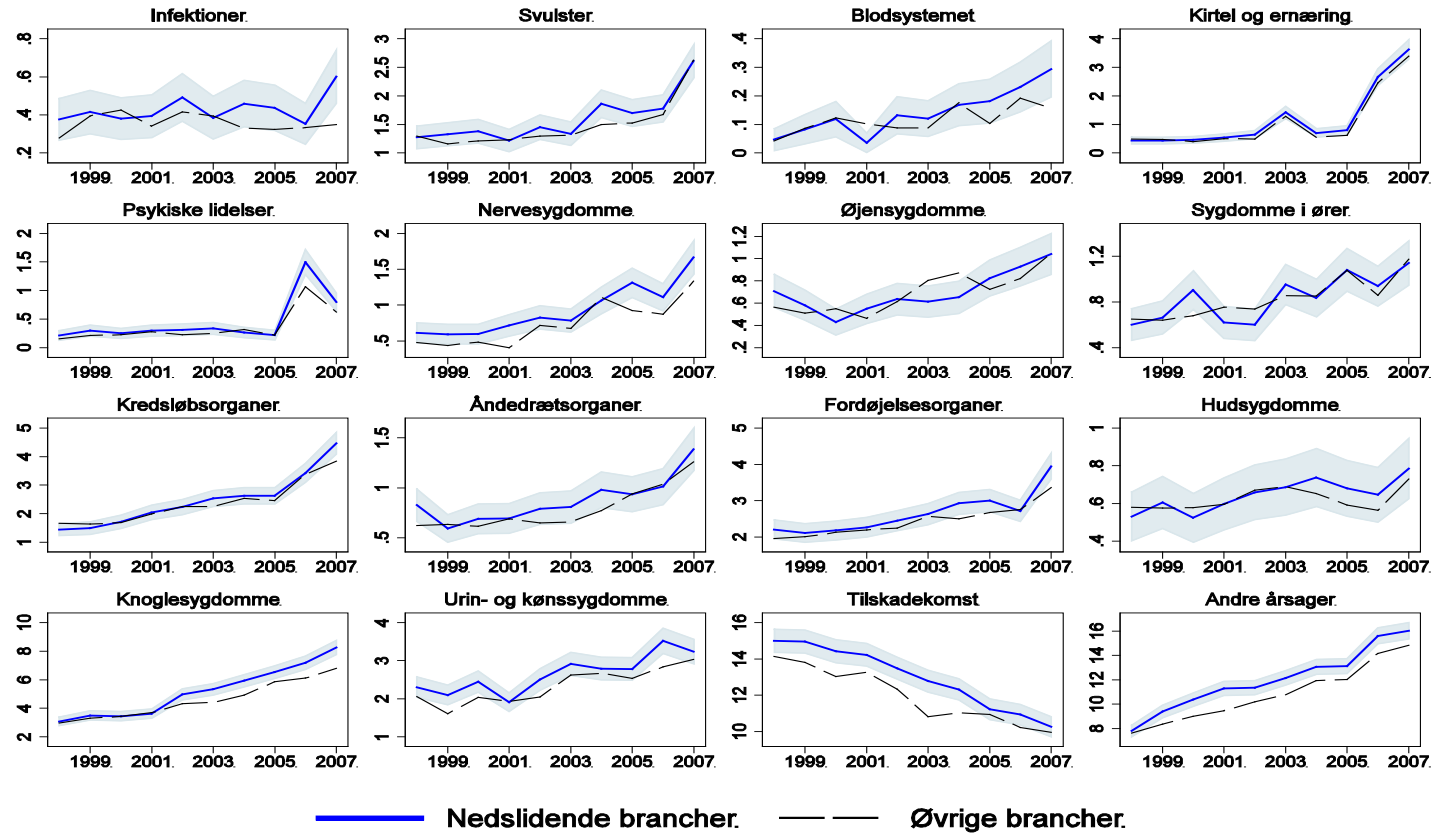 Infektioner.
.2 .4 .6 .8
1999. 2001. 2003. 2005. 2007.
Svulster.
1 1.5 2 2.5 3
1999. 2001. 2003. 2005. 2007.
Blodsystemet.
0 .1 .2 .3 .4
1999. 2001. 2003. 2005. 2007.
Kirtel og ernæring.
0 1 2 3 4
1999. 2001. 2003. 2005. 2007.
Psykiske lidelser.
0 .5 1 1.5 2
1999. 2001. 2003. 2005. 2007.
Nervesygdomme.
.5 1 1.5 2
1999. 2001. 2003. 2005. 2007.
Øjensygdomme.
.2 .4 .6 .8 1 1.2
1999. 2001. 2003. 2005. 2007.
Sygdomme i ører.
.4 .8 1.2
1999. 2001. 2003. 2005. 2007.
Kredsløbsorganer.
1 2 3 4 5
1999. 2001. 2003. 2005. 2007.
Åndedrætsorganer.
.5 1 1.5
1999. 2001. 2003. 2005. 2007.
Fordøjelsesorganer.
2 3 4 5
1999. 2001. 2003. 2005. 2007.
Hudsygdomme.
.4 .6 .8 1
1999. 2001. 2003. 2005. 2007.
Knoglesygdomme.
2 4 6 8 10
1999. 2001. 2003. 2005. 2007.
Urin- og kønssygdomme.
1 2 3 4
1999. 2001. 2003. 2005. 2007.
Tilskadekomst.
10 12 14 16
1999. 2001. 2003. 2005. 2007.
Andre årsager.
8 10 12 14 16
1999. 2001. 2003. 2005. 2007.
Nedslidende brancher. Øvrige brancher.